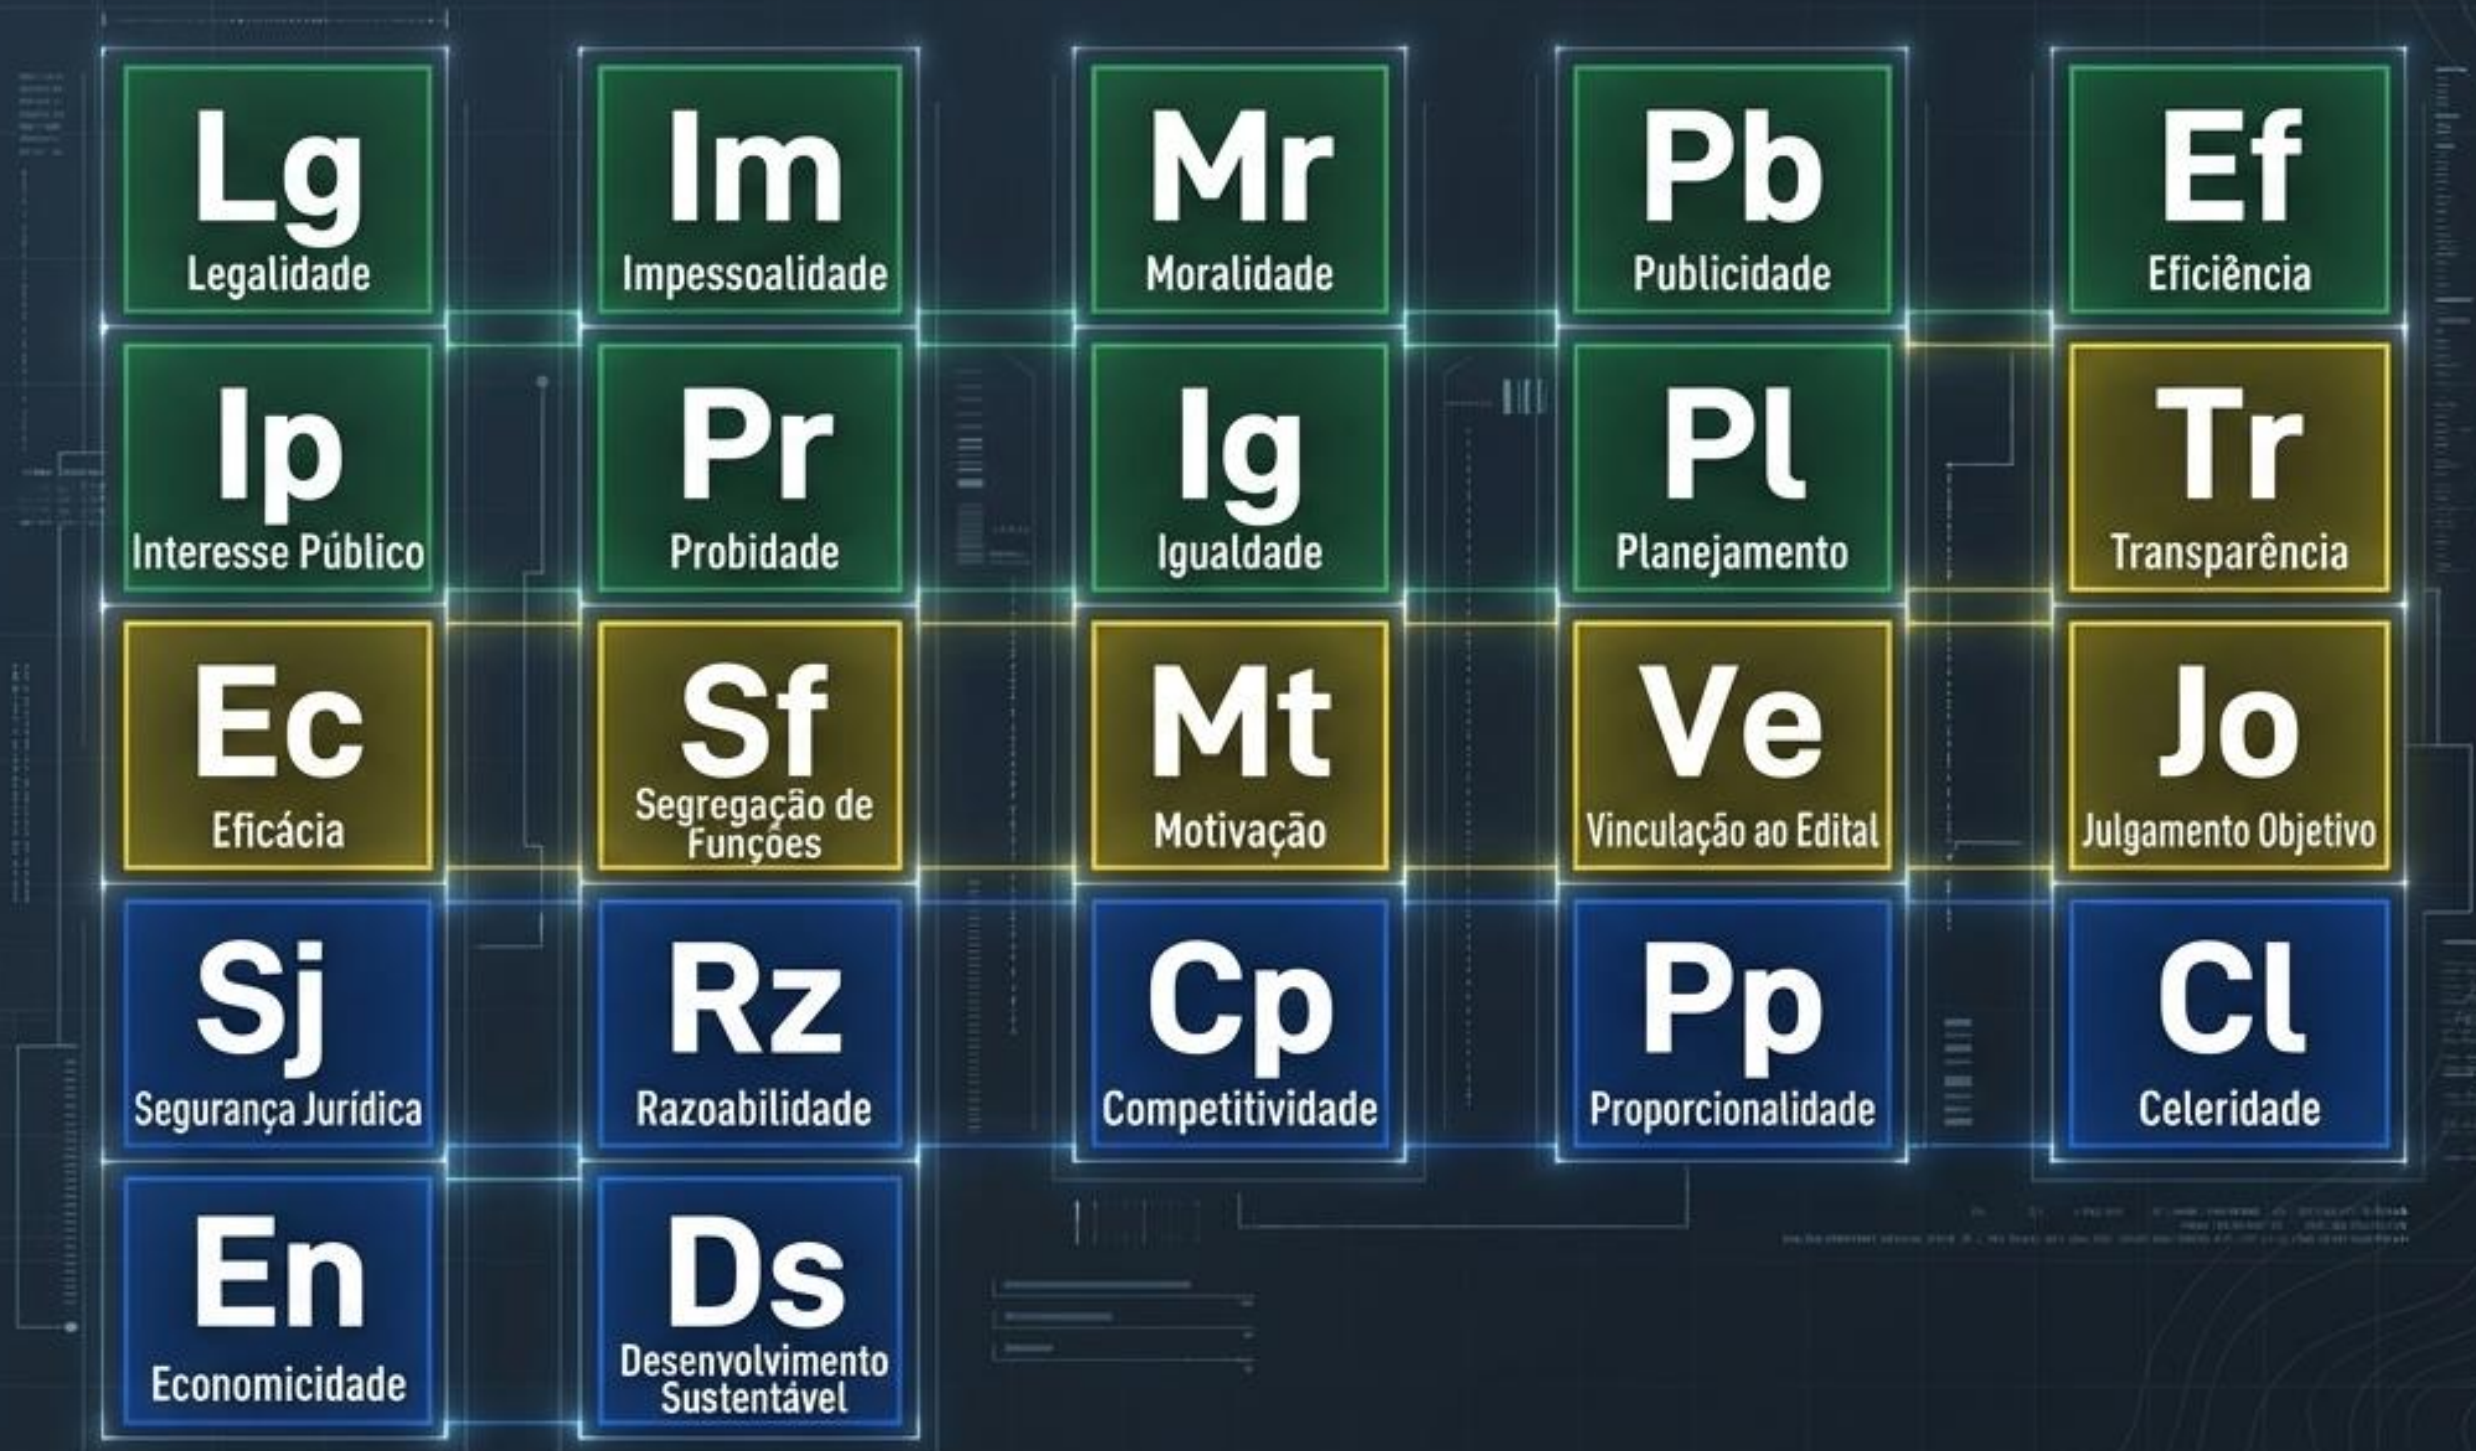 Lg
Legalidade
Im
Impessoalidade
Mr
Moralidade
Pb
Publicidade
Ef
Eficiência
Ip
Interesse Público
Pr
Probidade
Ig
Igualdade
Pl
Planejamento
Tr
Transparência
Ec
Eficácia
Sf
Segregação de
Funções
Mt
Motivação
Ve
Vinculação ao Edital
Jo
Julgamento Objetivo
Sj
Segurança Jurídica
Rz
Razoabilidade
Cp
Competitividade
Pp
Proporcionalidade
Cl
Celeridade
En
Economicidade
Ds
Desenvolvimento
Sustentável